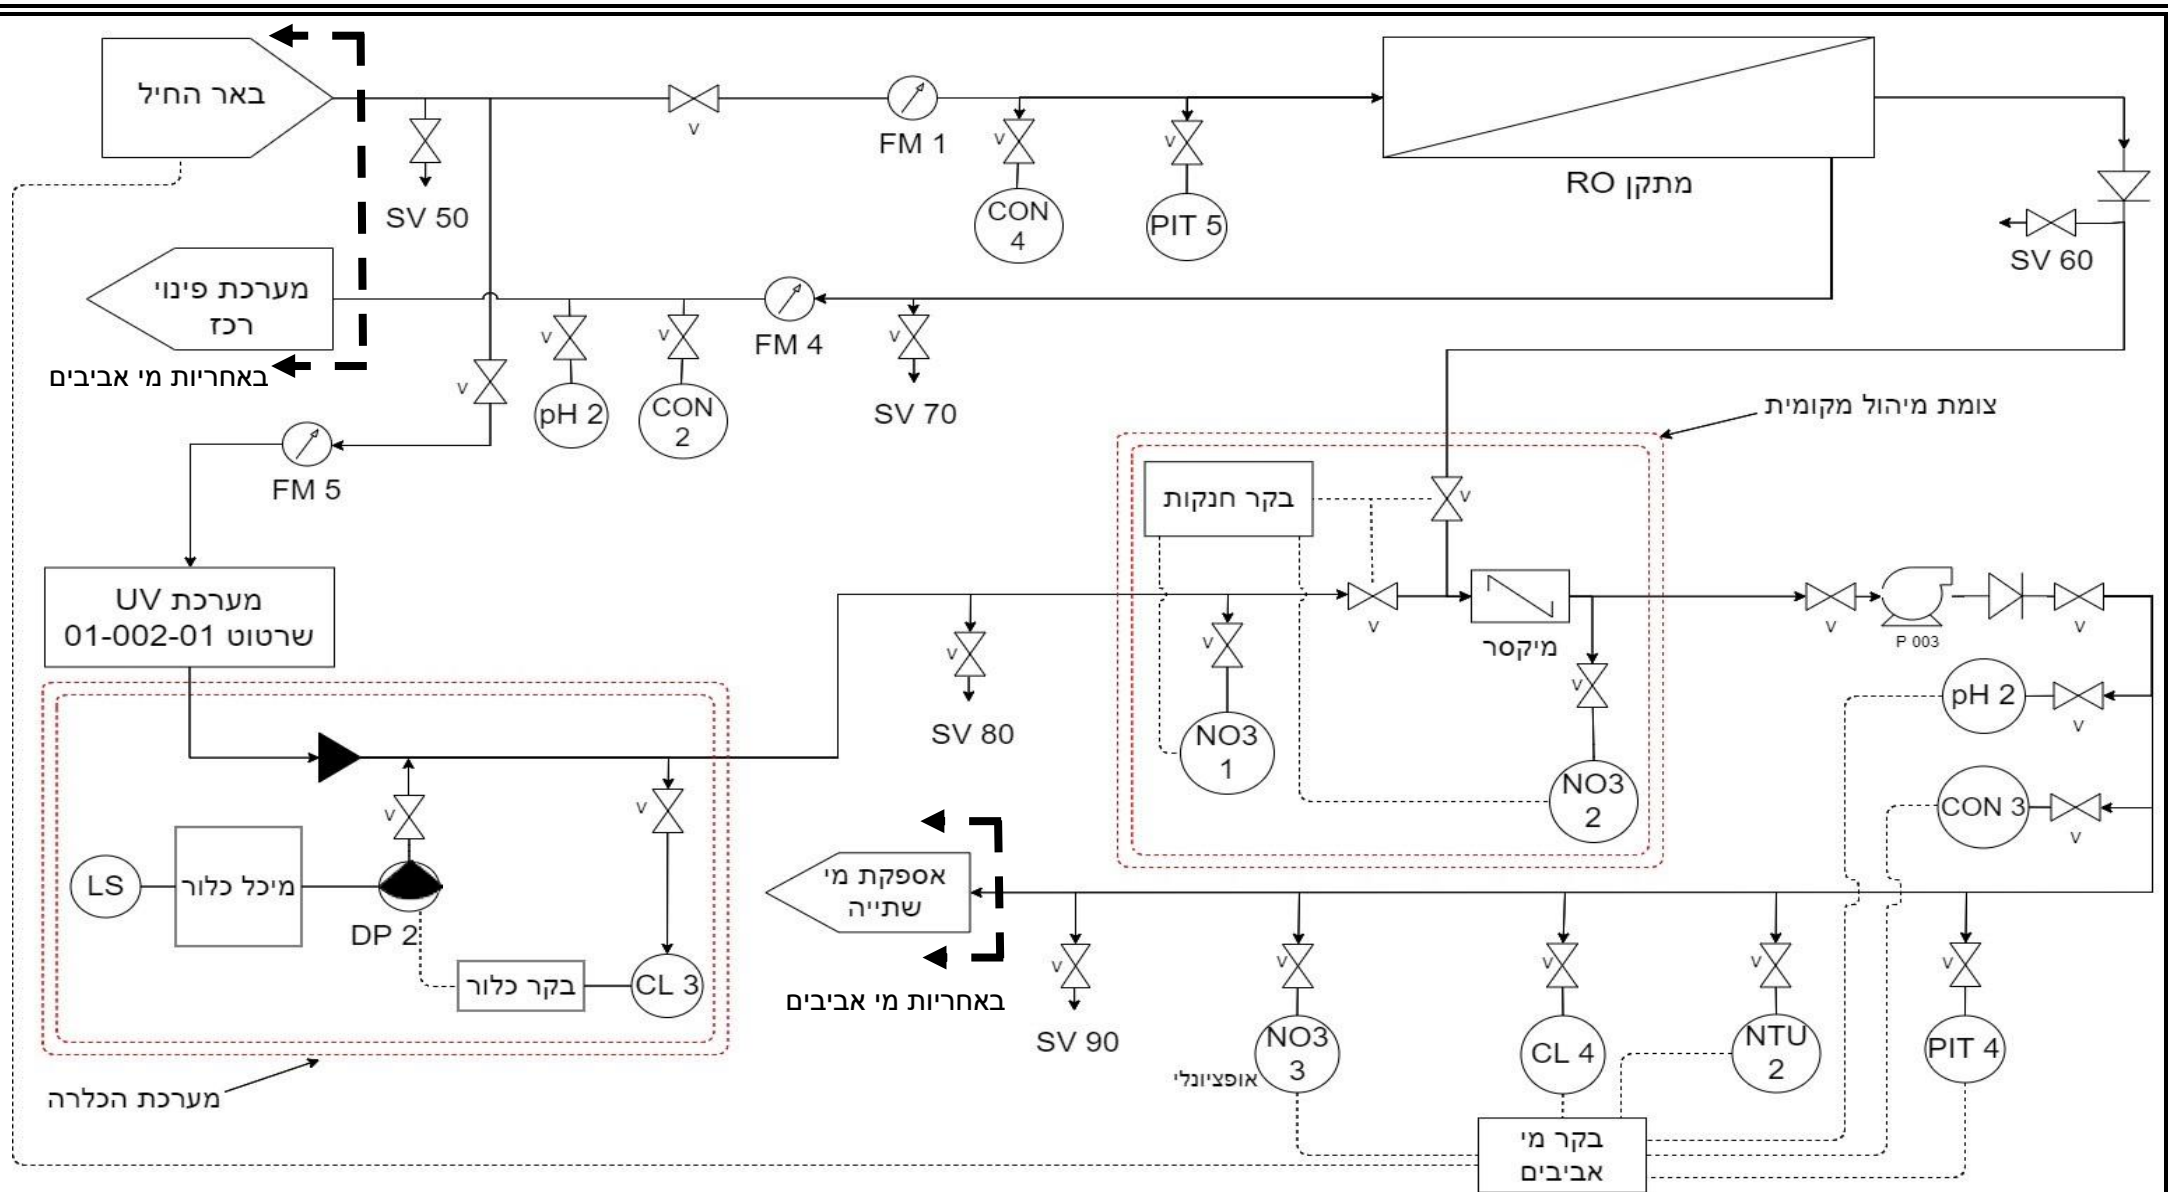 באר החיל
V
FM 1
SV 50
V
CON
4
V
PIT 5
מתקן RO
SV 60
מערכת פינוי
רכז
באחריות מי אביבים
V
FM 5
V
pH 2
V
CON
2
FM 4
V
SV 70
צומת מיהול מקומית
בקר חנקות
V
V
מיקסר
V
NO3
1
V
NO3
2
V
P 003
V
pH 2
V
CON 3
V
מערכת UV
שרטוט 01-002-01
V
SV 80
LS
מיכל כלור
V
DP 2
בקר כלור
V
CL 3
מערכת הכלרה
אספקת מי
שתייה
באחריות מי אביבים
V
SV 90
V
NO3
3
אופציונלי
V
CL 4
V
NTU
2
V
PIT 4
בקר מי
אביבים